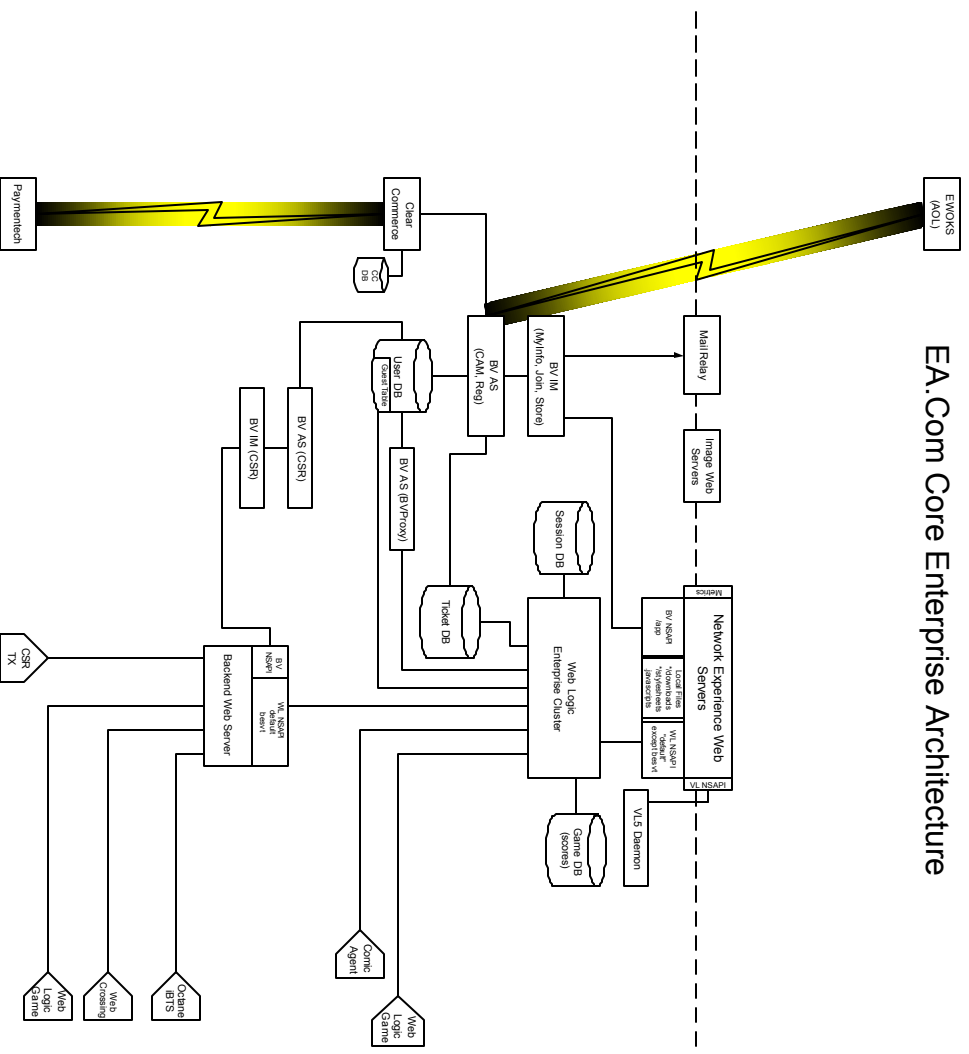 EA.Com Core Enterprise Architecture
EWOKS
(AOL)
Mail Relay
Image Web
Servers
Metrics
Network Experience Web
Servers
VL NSAPI
BV NSAPI
/app
Local Files
*/downloads
*/stylesheets
javascripts
WL NSAPI
"default"
except besvt
VL5 Daemon
BV IM
(MyInfo, Join, Store)
BV AS
(CAM, Reg)
Session DB
Web Logic
Enterprise Cluster
Game DB
(scores)
Ticket DB
Clear
Commerce
CC
DB
User DB
Guest Table
BV AS (BVProxy)
BV AS (CSR)
BV IM (CSR)
BV
NSAPI
WL NSAPI
default
besvt
Backend Web Server
Paymentech
CSR
TX
Web
Logic
Game
Comic
Agent
Octane
iBTS
Web
Crossing
Web
Logic
Game